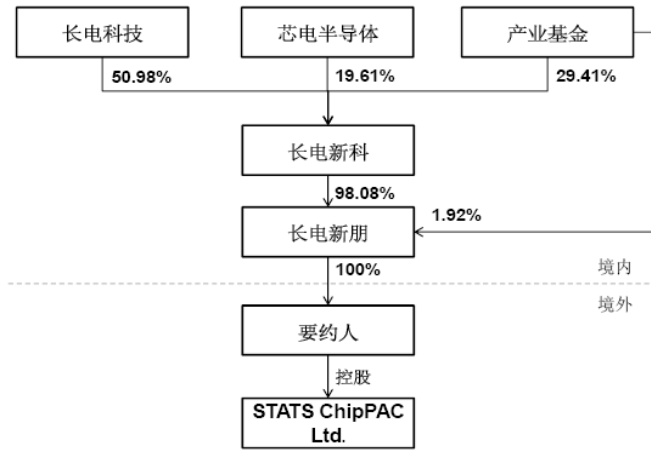 长电科技
芯电半导体
产业基金
50.98%
19.61%
29.41%
长电新科
98.08%
长电新朋
1.92%
100%
境内
境外
要约人
控股
STATS ChipPAC
Ltd.